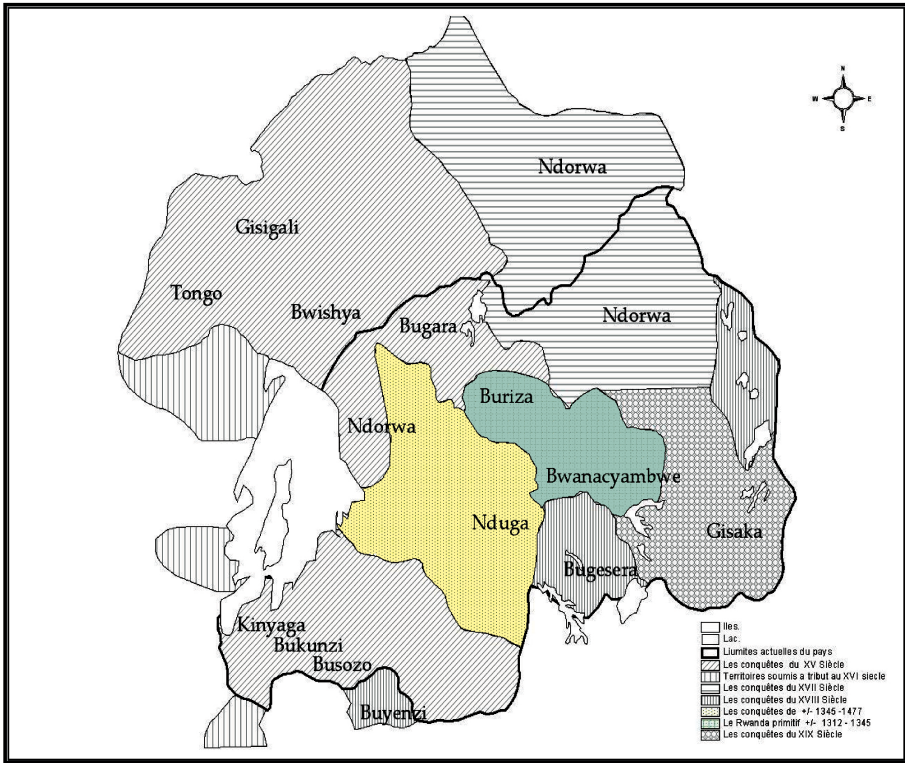 N
W
E
S
Ndorwa
Gisigali
Tongo
Bwishya
Bugara
Ndorwa
Buriza
Ndorwa
Bwanacyambwe
Nduga
Gisaka
Bugesera
Kinyaga
Bukunzi
Busozo
Buyenzi
Iles.
Lac.
Liumites actuelles du pays
Les conquêtes du XV Siècle
Territoires soumis a tribut au XVI siecle
Les conquêtes du XVII Siècle
Les conquêtes du XVIII Siècle
Les conquêtes de +/- 1345 -1477
Le Rwanda primitif +/- 1312 - 1345
Les conquêtes du XIX Siècle